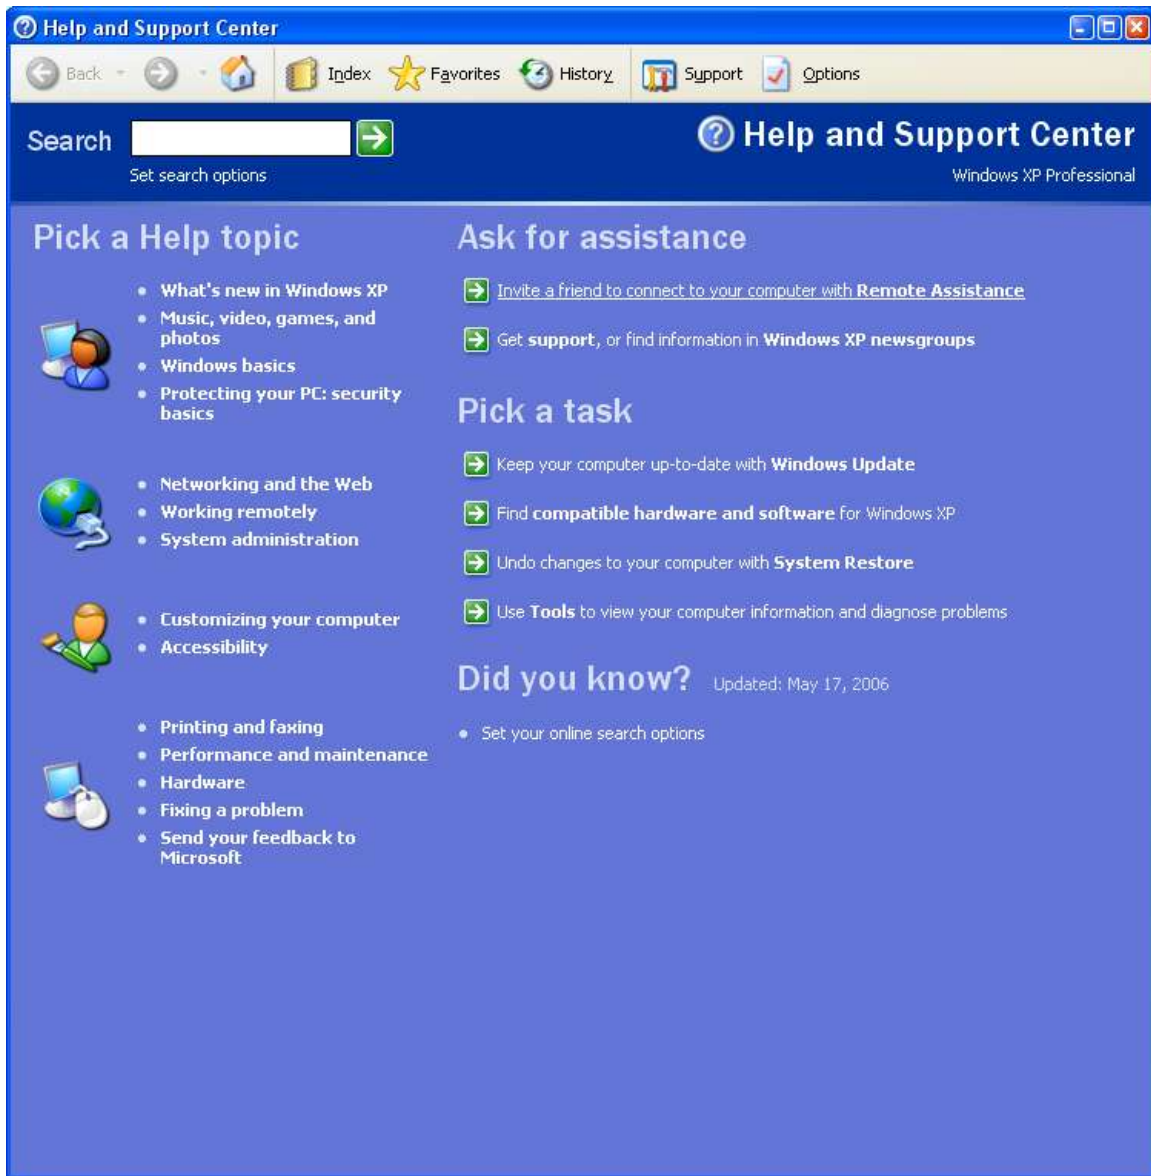 Help and Support Center
Back
Index
Favorites
History
Support
Options
Search
Set search options
Help and Support Center
Windows XP Professional
Pick a Help topic
What's new in Windows XP
Music, video, games, and
photos
Windows basics
Protecting your PC: security
basics
Networking and the Web
Working remotely
System administration
Customizing your computer
Accessibility
Printing and faxing
Performance and maintenance
Hardware
Fixing a problem
Send your feedback to
Microsoft
Ask for assistance
Invite a friend to connect to your computer with Remote Assistance
Get support, or find information in Windows XP newsgroups
Pick a task
Keep your computer up-to-date with Windows Update
Find compatible hardware and software for Windows XP
Undo changes to your computer with System Restore
Use Tools to view your computer information and diagnose problems
Did you know? Updated: May 17, 2006
Set your online search options